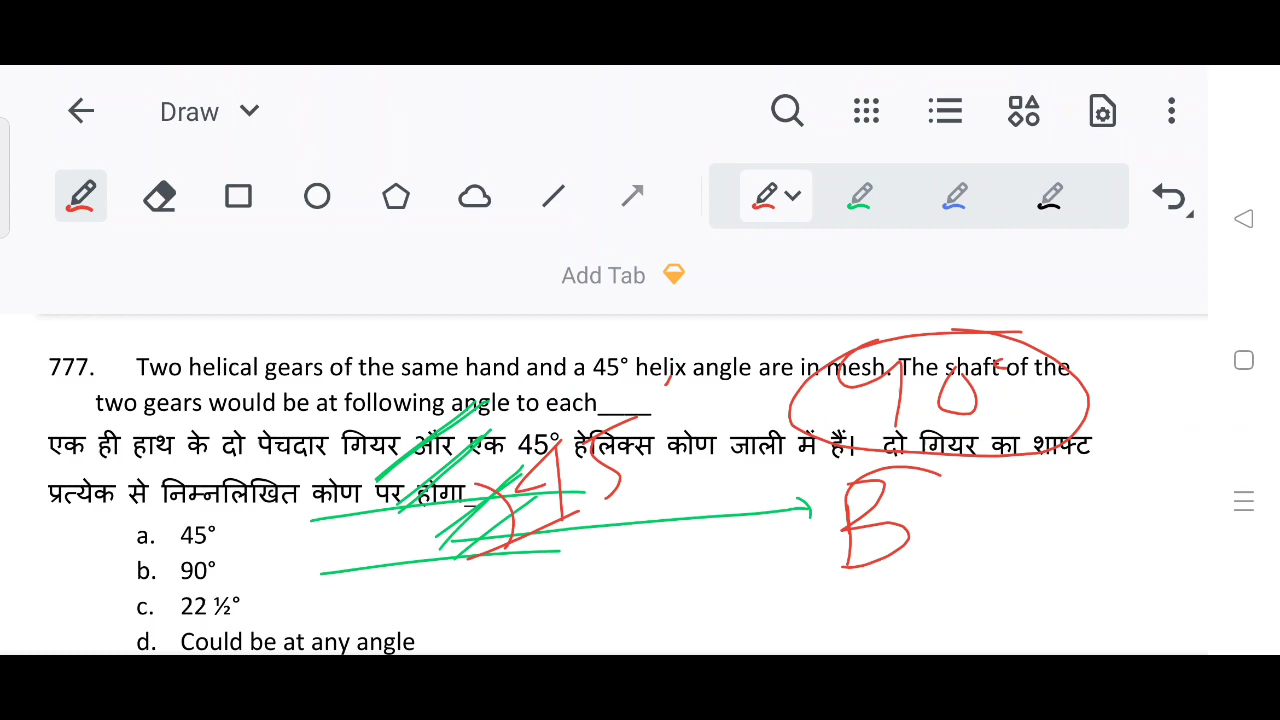 Draw
Add Tab
777. Two helical gears of the same hand and a 45° helix angle are in mesh. The shaft of the
two gears would be at following angle to each____
90°
एक ही हाथ के दो पेचदार गियर और एक 45° हेलिक्स कोण जाली में हैं। दो गियर का शाफ्ट
प्रत्येक से निम्नलिखित कोण पर होगा_
45
B
a. 45°
b. 90°
c. 22 ½°
d. Could be at any angle